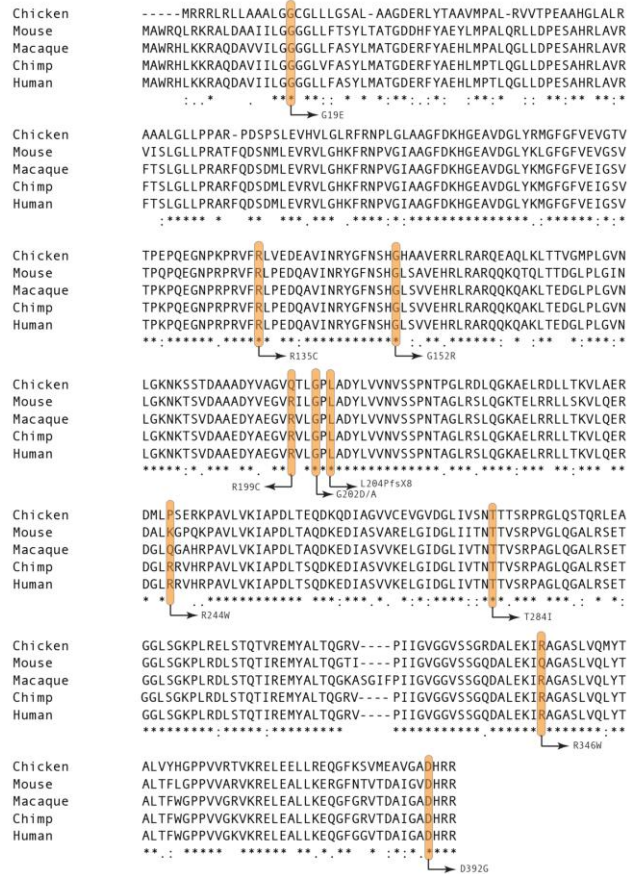 Chicken -----MRRRLRLLAAALGGCGLLLGSAL-AAGDERLYTAAVMPAL-RVVTPEAAHGLALR
Mouse MAWRQLRKRALDAAIILGGGGLLFTSYLTATGDDHFYAEYLMPALQRLLDPESAHRLAVR
Macaque MAWRHLKKRAQDAVVILGGGGLLFASYLMATGDERFYAEHLMPTLQGLLDPESAHRLAVR
Chimp MAWRHLKKRAQDAVIILGGGGLVFASYLMATGDERFYAEHLMPTLQGLLDPESAHRLAVR
Human MAWRHLKKRAQDAVIILGGGGLLFASYLMATGDERFYAEHLMPTLQGLLDPESAHRLAVR
G19E
Chicken AAALGLLPPAR-PDSPSLEVHVLGLRFRNPLGLAAGFDKHGEAVDGLYRMGFGFVEVGTV
Mouse VISLGLLPRATFQDSNMLEVRVLGHKFRNPVGIAAGFDKHGEAVDGLYKLGFGFVEVGSV
Macaque FTSLGLLPRARFQDSDMLEVRVLGHKFRNPVGIAAGFDKHGEAVDGLYKMGFGFVEIGSV
Chimp FTSLGLLPRARFQDSDMLEVRVLGHKFRNPVGIAAGFDKHGEAVDGLYKMGFGFVEIGSV
Human FTSLGLLPRARFQDSDMLEVRVLGHKFRNPVGIAAGFDKHGEAVDGLYKMGFGFVEIGSV
Chicken TPEPQEGNPKPRVFRLVEDEAVINRYGFNSHGHAAVERRLRARQEAQLKLTTVGMPLGVN
Mouse TPQPQEGNPRPRVFRLPEDQAVINRYGFNSHGLSAVEHRLRARQQKQTQLTTDGLPLGIN
Macaque TPKPQEGNPRPRVFRLPEDQAVINRYGFNSHGLSVVEHRLRARQQKQAKLTEDGLPLGVN
Chimp TPKPQEGNPRPRVFRLPEDQAVINRYGFNSHGLSVVEHRLRARQQKQAKLTEDGLPLGVN
Human TPKPQEGNPRPRVFRLPEDQAVINRYGFNSHGLSVVEHRLRARQQKQAKLTEDGLPLGVN
R135C G152R
Chicken LGKNKSSTDAAADYVAGVQTLGPLADYLVVNVSSPNTPGLRDLQGKAELRDLLTKVLAER
Mouse LGKNKTSVDAAADYVEGVRILGPLADYLVVNVSSPNTAGLRSLQGKTELRRLLSKVLQER
Macaque LGKNKTSVDAAEDYAEGVRVLGPLADYLVVNVSSPNTAGLRSLQGKAELRRLLTKVLQER
Chimp LGKNKTSVDAAEDYAEGVRVLGPLADYLVVNVSSPNTAGLRSLQGKAELRRLLTKVLQER
Human LGKNKTSVDAAEDYAEGVRVLGPLADYLVVNVSSPNTAGLRSLQGKAELRRLLTKVLQER
R199C L204PfsX8
G202D/A
Chicken DMLPSERKPAVLVKIAPDLTEQDKQDIAGVVCEVGVDGLIVSNTTTSRPGLQSTQRLEA
Mouse DALKGPQKPAVLVKIAPDLTAQDKEDIASVARELGIDGLIITNTTVSRPVGLQGALRSET
Macaque DGLQGAHRPAVLVKIAPDLTSQDKEDIASVVKELGIDGLIVTNTTVSRPAGLQGALRSET
Chimp DGLRRVHRPAVLVKIAPDLTSQDKEDIASVVKELGIDGLIVTNTTVSRPAGLQGALRSET
Human DGLRRVHRPAVLVKIAPDLTSQDKEDIASVVKELGIDGLIVTNTTVSRPAGLQGALRSET
R244W T284I
Chicken GGLSGKPLRELSTQTVREMYALTQGRV----PIIGVGGVSSGRDALEKIRAGASLVQMYT
Mouse GGLSGKPLRDLSTQTIREMYALTQGTI----PIIGVGGVSSGQDALEKIQAGASLVQLYT
Macaque GGLSGKPLRDLSTQTIREMYALTQGKASGIFPIIGVGGVSSGQDALEKIRAGASLVQLYT
Chimp GGLSGKPLRDLSTQTIREMYALTQGRV----PIIGVGGVSSGQDALEKIRAGASLVQLYT
Human GGLSGKPLRDLSTQTIREMYALTQGRV----PIIGVGGVSSGQDALEKIRAGASLVQLYT
R346W
Chicken ALVYHGPPVVRTVKRELEELLREQGFKSVMEAVGADHRR
Mouse ALTFLGPPVVARVKRELEALLKERGFNTVTDAIGVDHRR
Macaque ALTFWGPPVVGRVKRELEALLKEQGFGRVTDAIGADHRR
Chimp ALTFWGPPVVGKVKRELEALLKEQGFGGVTDAIGADHRR
Human ALTFWGPPVVGKVKRELEALLKEQGFGGVTDAIGADHRR
D392G